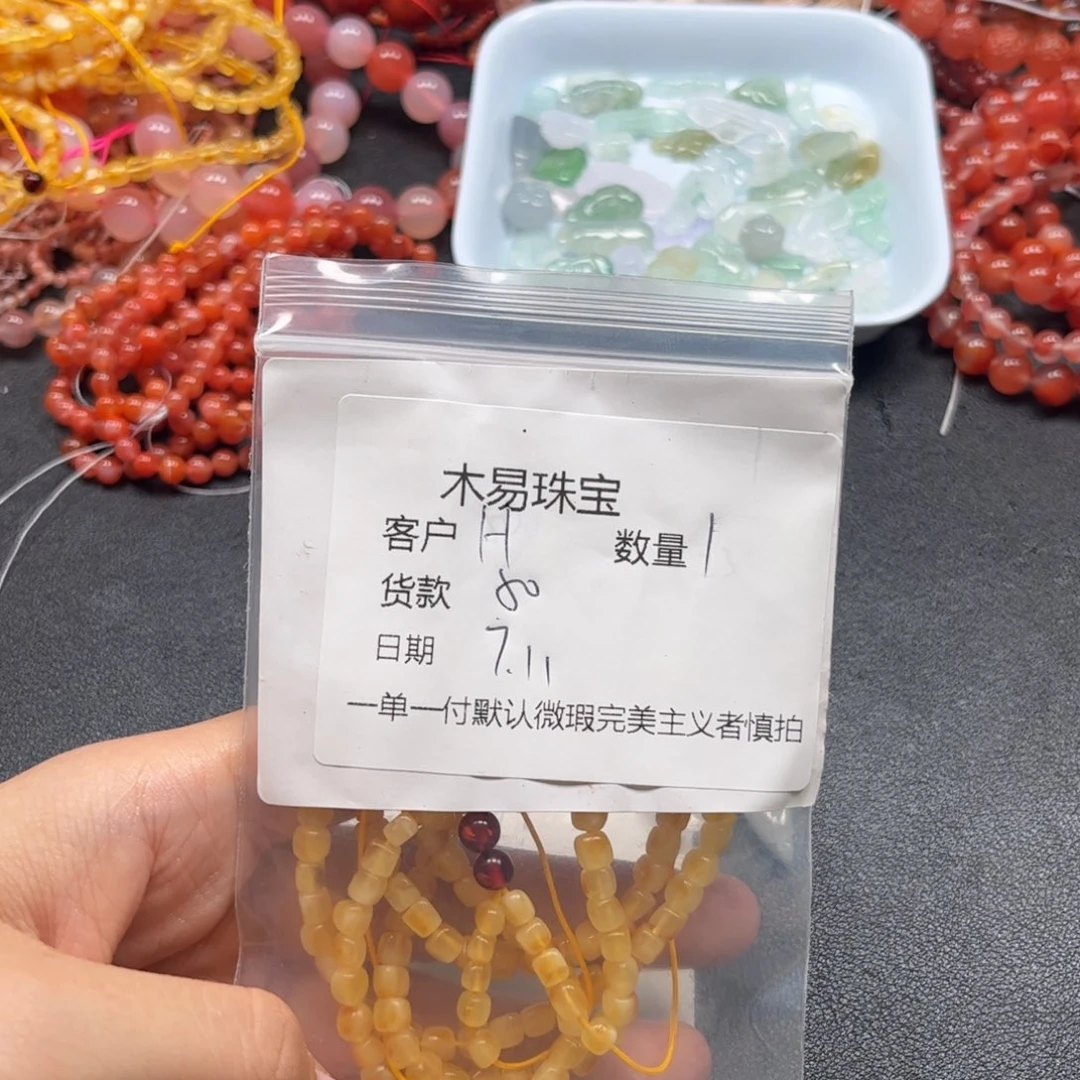 木易珠宝
客户 H 数量 1
货款 80
日期 7.11
一单一付默认微瑕完美主义者慎拍